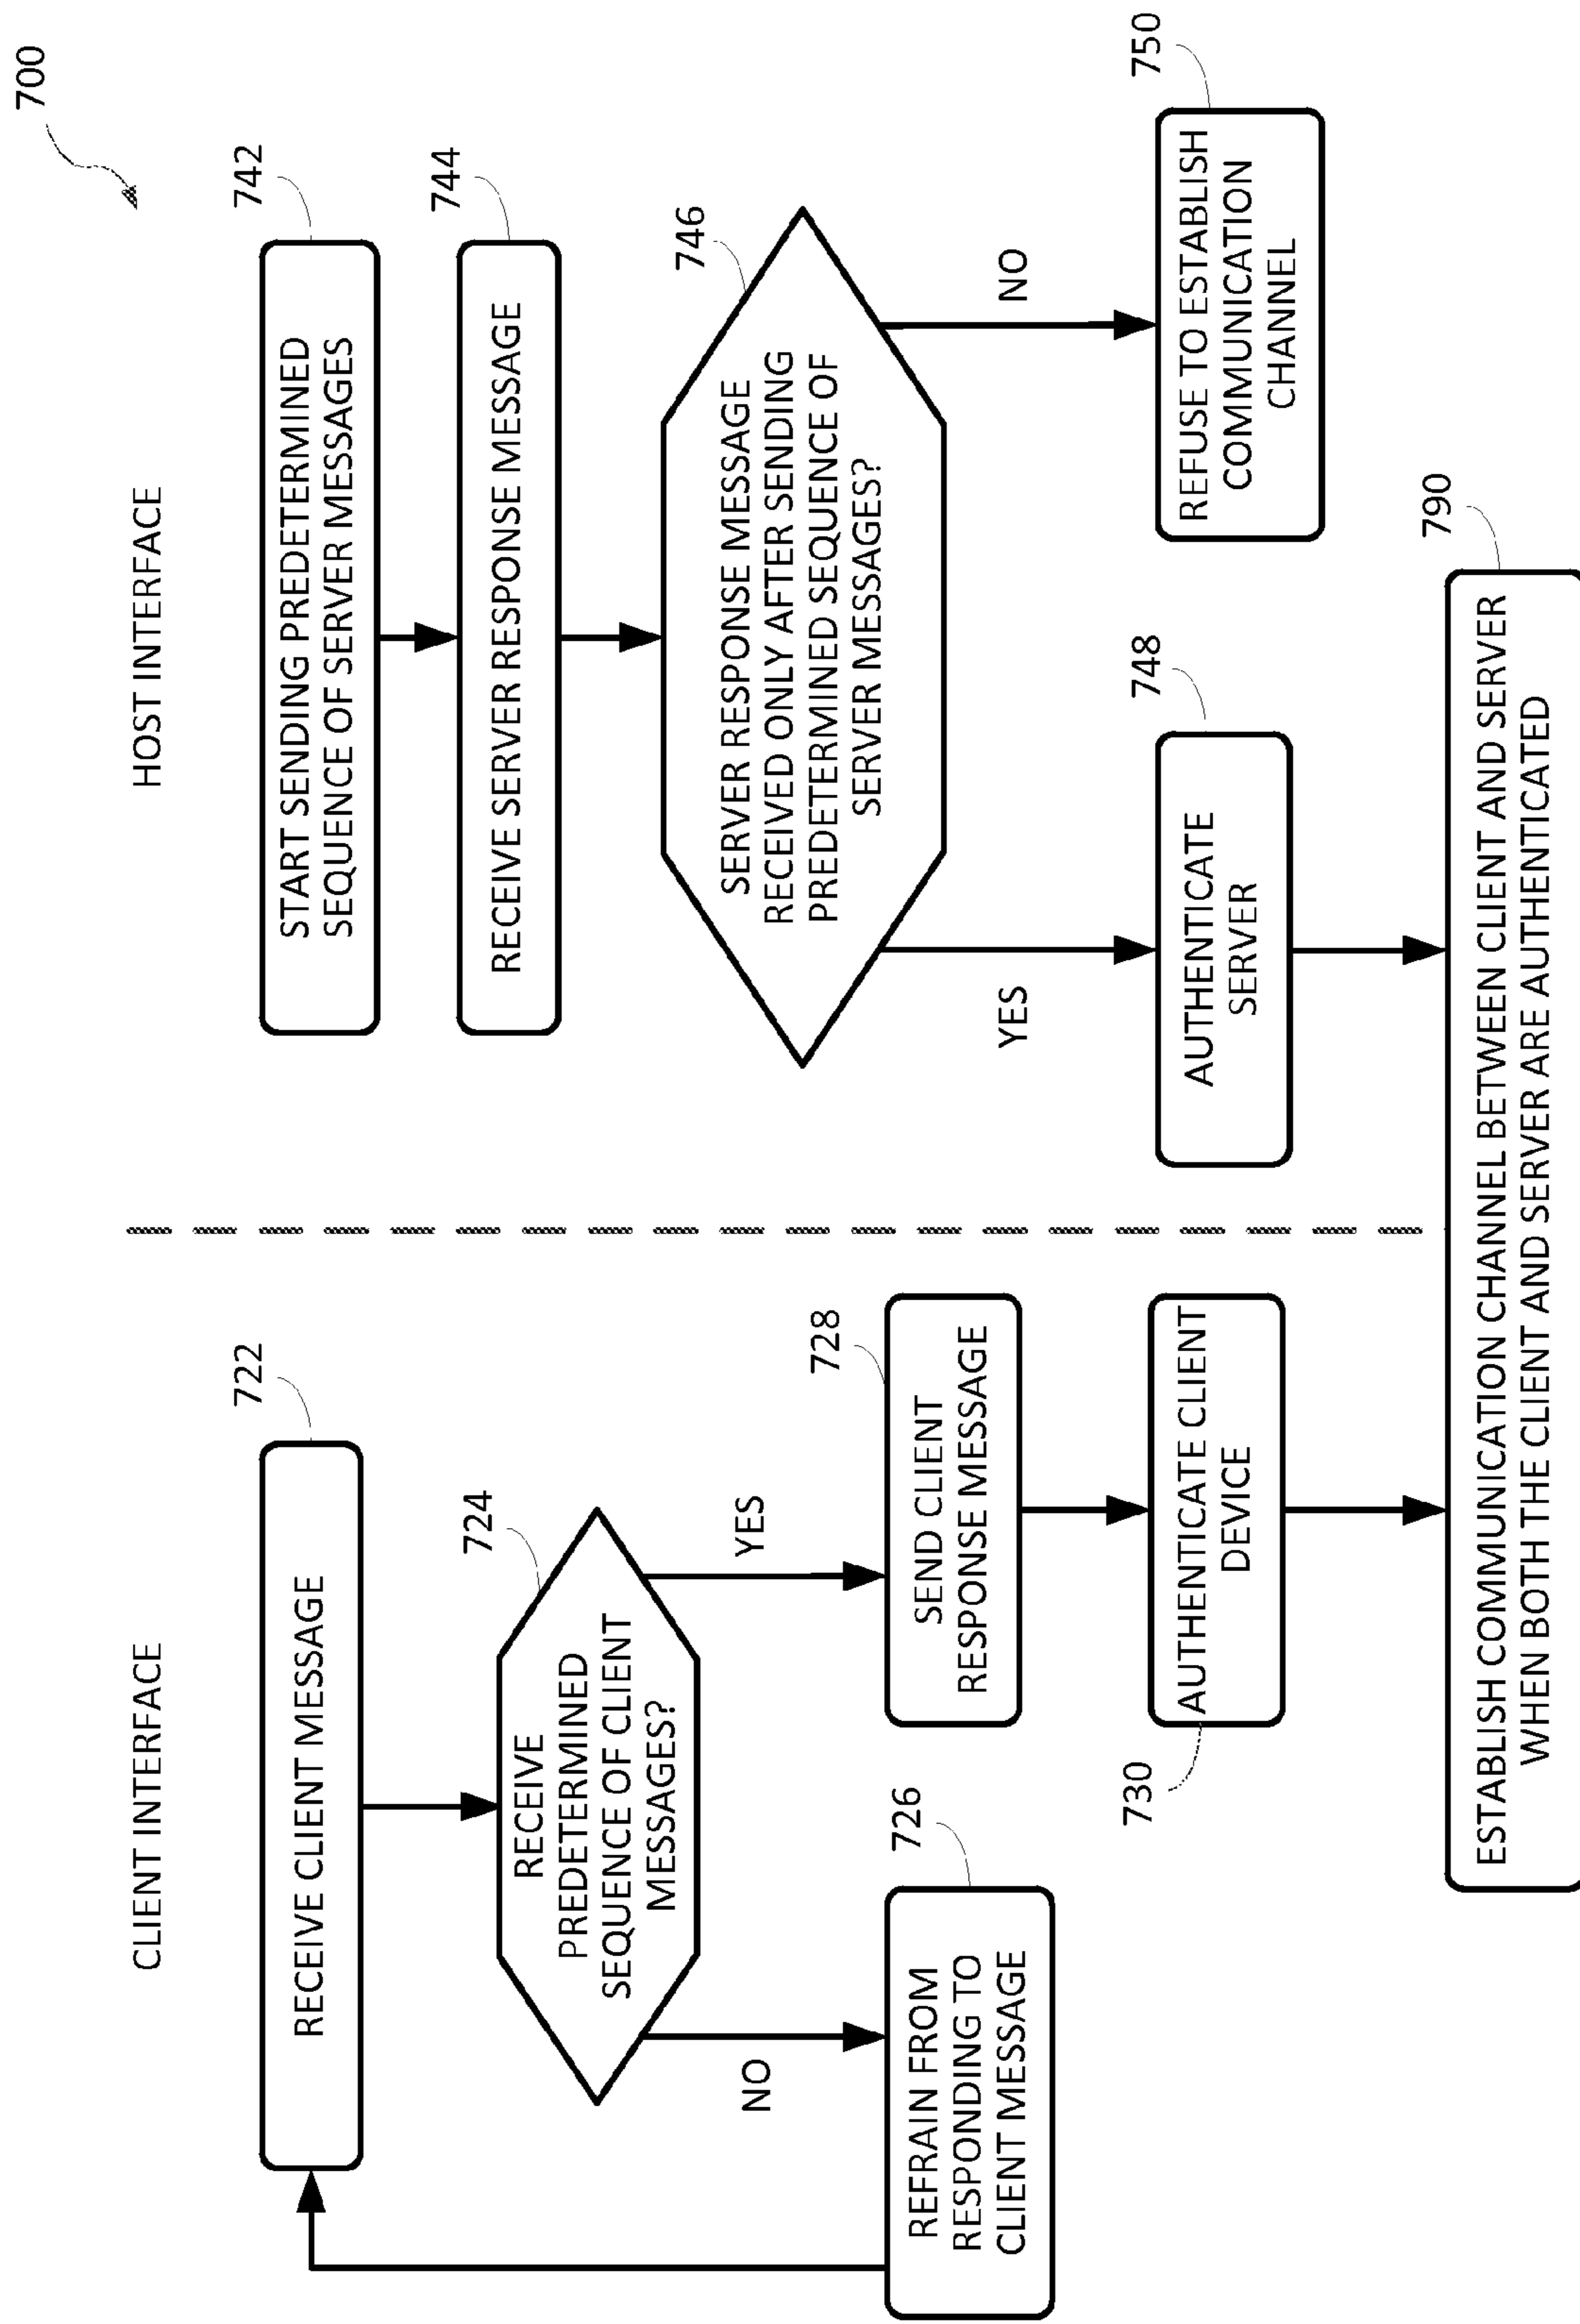 700
CLIENT INTERFACE
722
RECEIVE CLIENT MESSAGE
724
RECEIVE
PREDETERMINED
SEQUENCE OF CLIENT
MESSAGES?
NO
YES
726
REFRAIN FROM
RESPONDING TO
CLIENT MESSAGE
728
SEND CLIENT
RESPONSE MESSAGE
730
AUTHENTICATE CLIENT
DEVICE
HOST INTERFACE
742
START SENDING PREDETERMINED
SEQUENCE OF SERVER MESSAGES
744
RECEIVE SERVER RESPONSE MESSAGE
746
SERVER RESPONSE MESSAGE
RECEIVED ONLY AFTER SENDING
PREDETERMINED SEQUENCE OF
SERVER MESSAGES?
YES
NO
748
AUTHENTICATE
SERVER
750
REFUSE TO ESTABLISH
COMMUNICATION
CHANNEL
790
ESTABLISH COMMUNICATION CHANNEL BETWEEN CLIENT AND SERVER
WHEN BOTH THE CLIENT AND SERVER ARE AUTHENTICATED